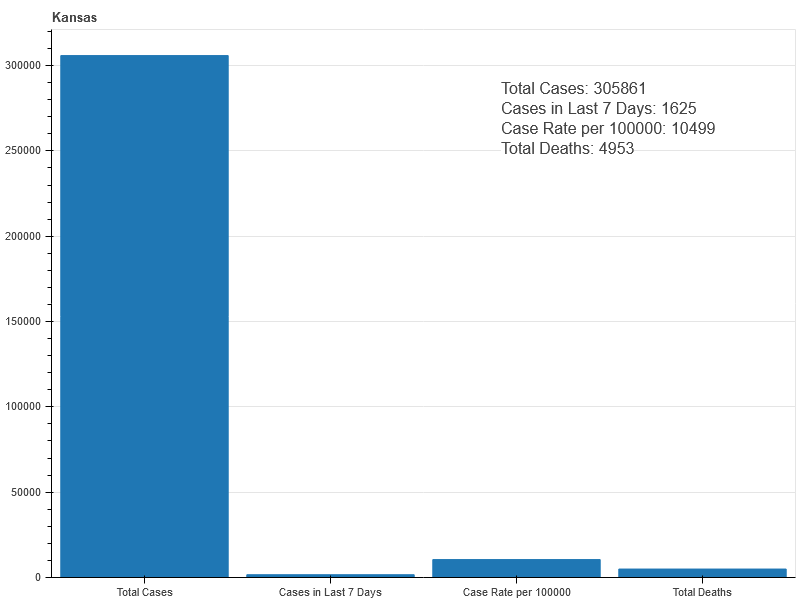 Kansas
300000
250000
200000
150000
100000
50000
0
Total Cases: 305861
Cases in Last 7 Days: 1625
Case Rate per 100000: 10499
Total Deaths: 4953
Total Cases
Cases in Last 7 Days
Case Rate per 100000
Total Deaths